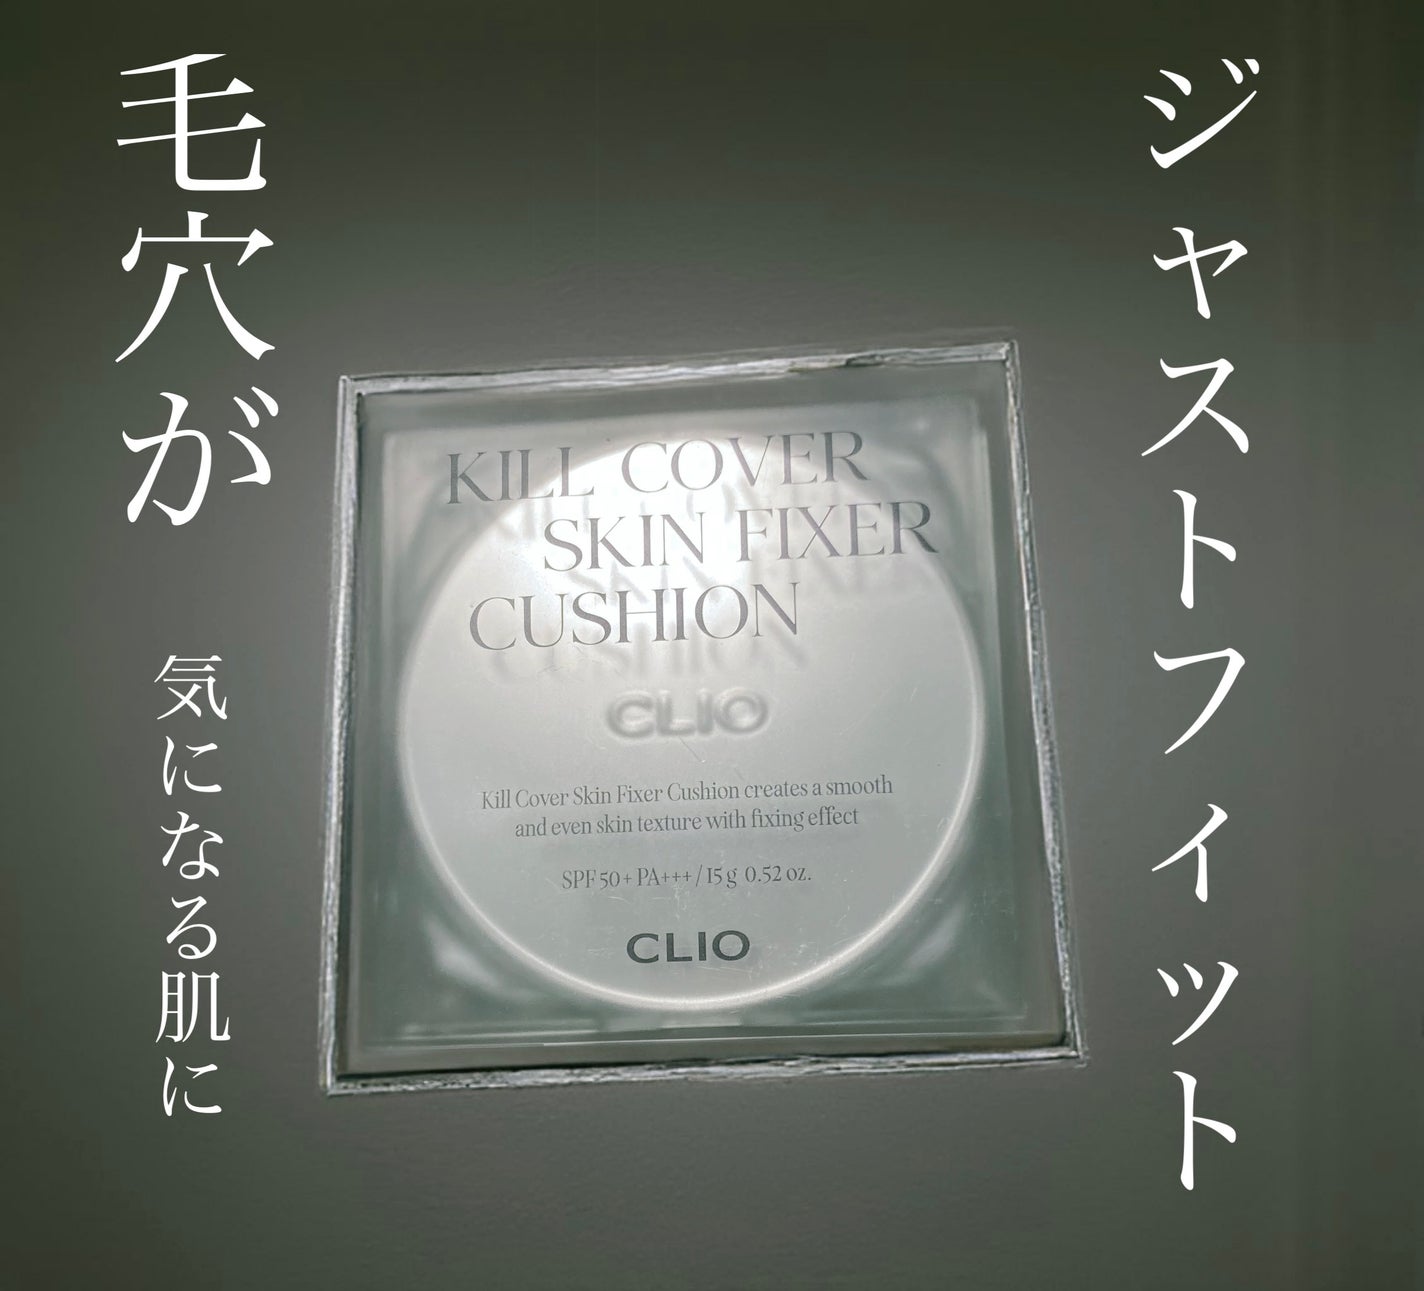 毛穴が
気になる肌に
ジャストフィット
KILL COVER
SKIN FIXER
CUSHION
CLIO
Kill Cover Skin Fixer Cushion creates a smooth
and even skin texture with fixing effect
SPF 50+ PA+++ / 15 g 0.52 oz.
CLIO